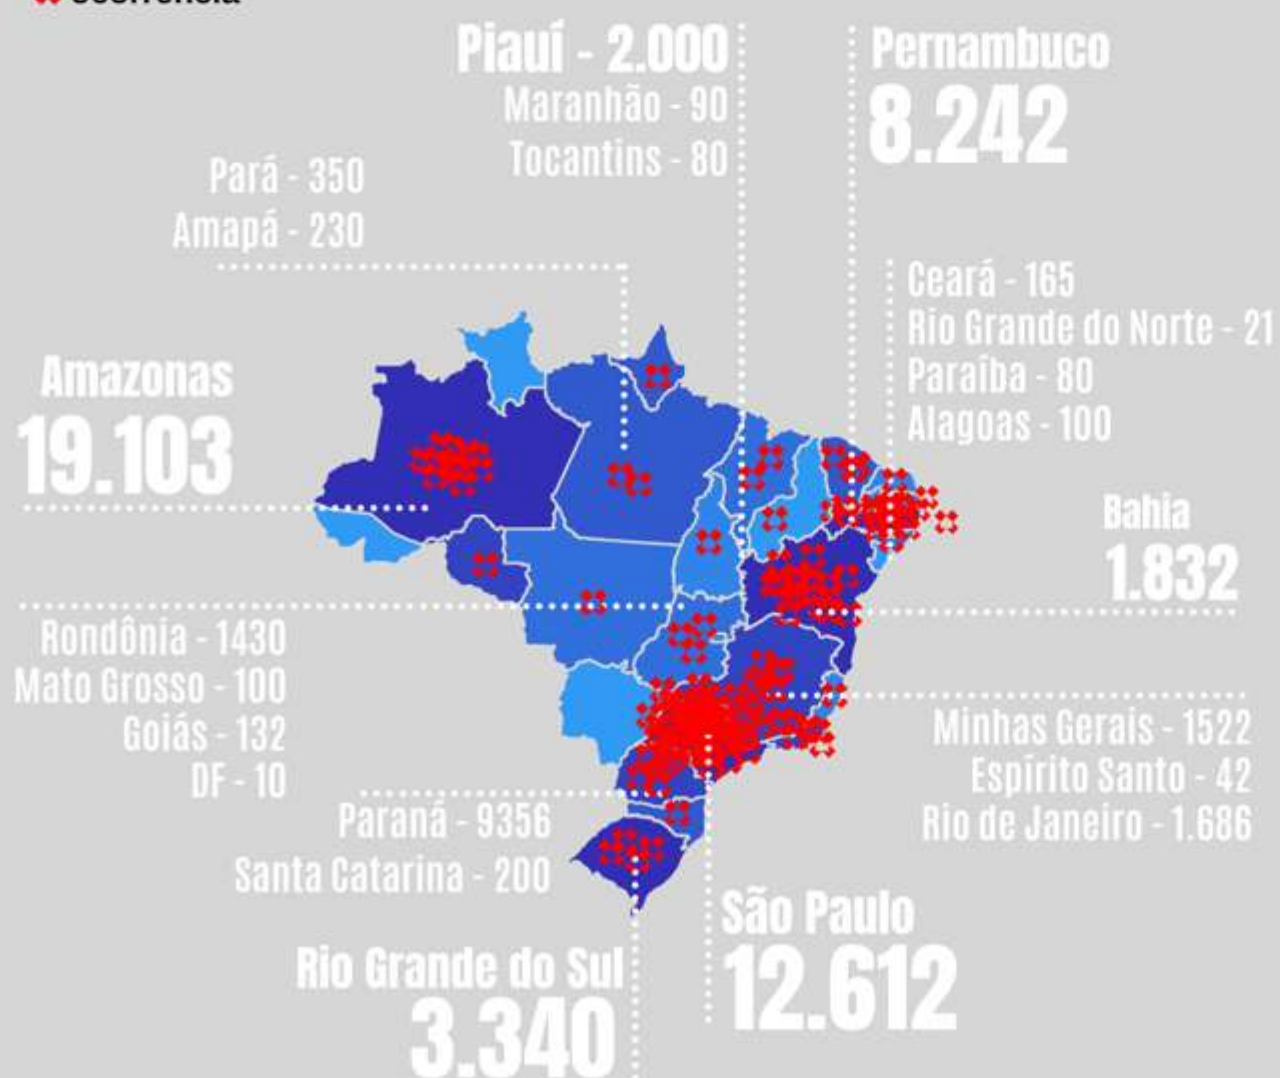 ocorrência
Piauí - 2.000
Maranhão - 90
Tocantins - 80
Pernambuco
8.242
Pará - 350
Amapá - 230
Ceará - 165
Rio Grande do Norte - 21
Paraíba - 80
Alagoas - 100
Amazonas
19.103
Bahia
1.832
Rondônia - 1430
Mato Grosso - 100
Goiás - 132
DF - 10
Minhas Gerais - 1522
Espírito Santo - 42
Rio de Janeiro - 1.686
Paraná - 9356
Santa Catarina - 200
São Paulo
12.612
Rio Grande do Sul
3.340